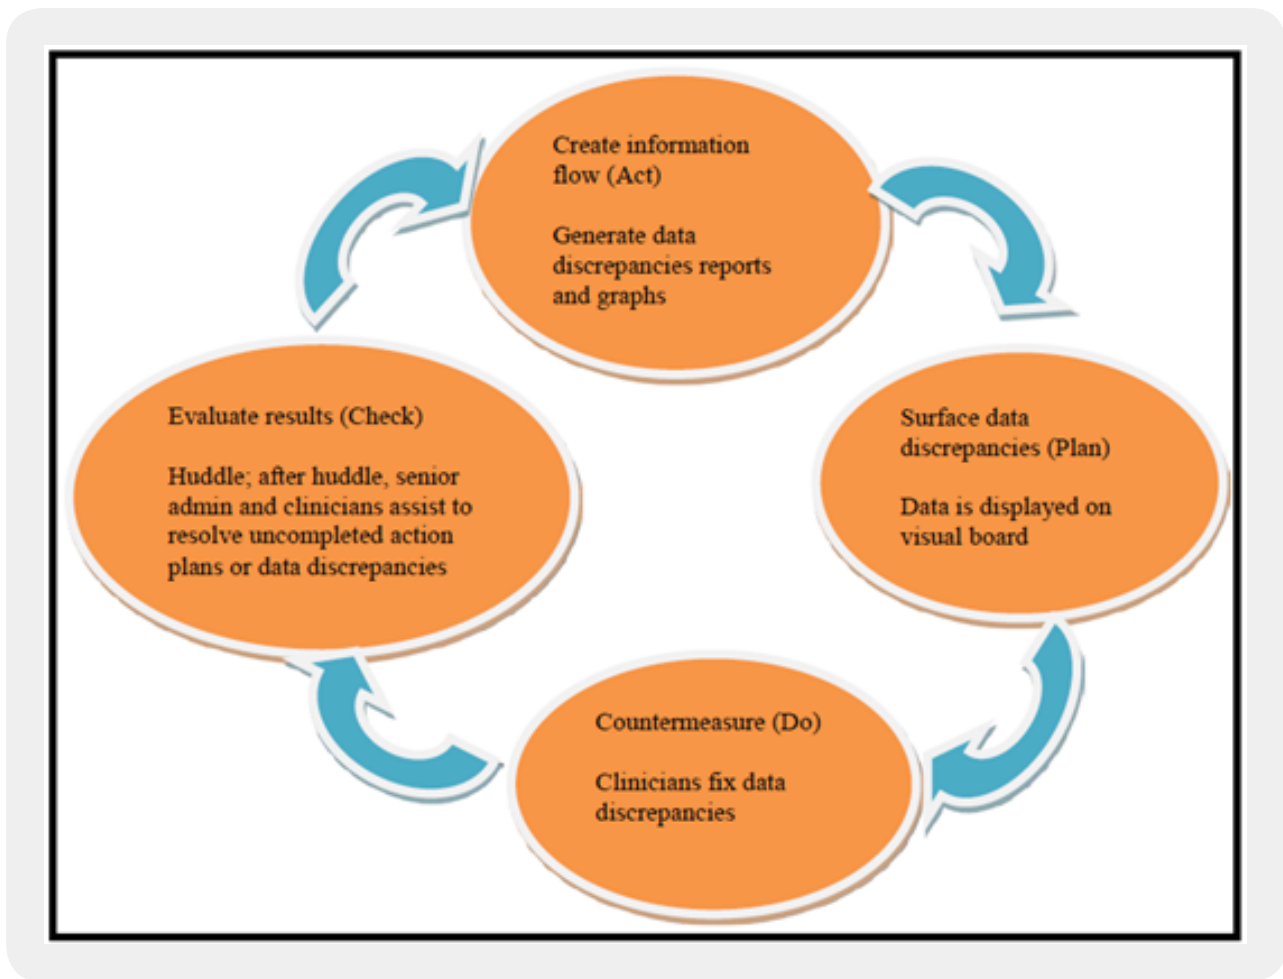 Create information
flow (Act)
Generate data
discrepancies reports
and graphs
Surface data
discrepancies (Plan)
Data is displayed on
visual board
Countermeasure (Do)
Clinicians fix data
discrepancies
Evaluate results (Check)
Huddle; after huddle, senior
admin and clinicians assist to
resolve uncompleted action
plans or data discrepancies